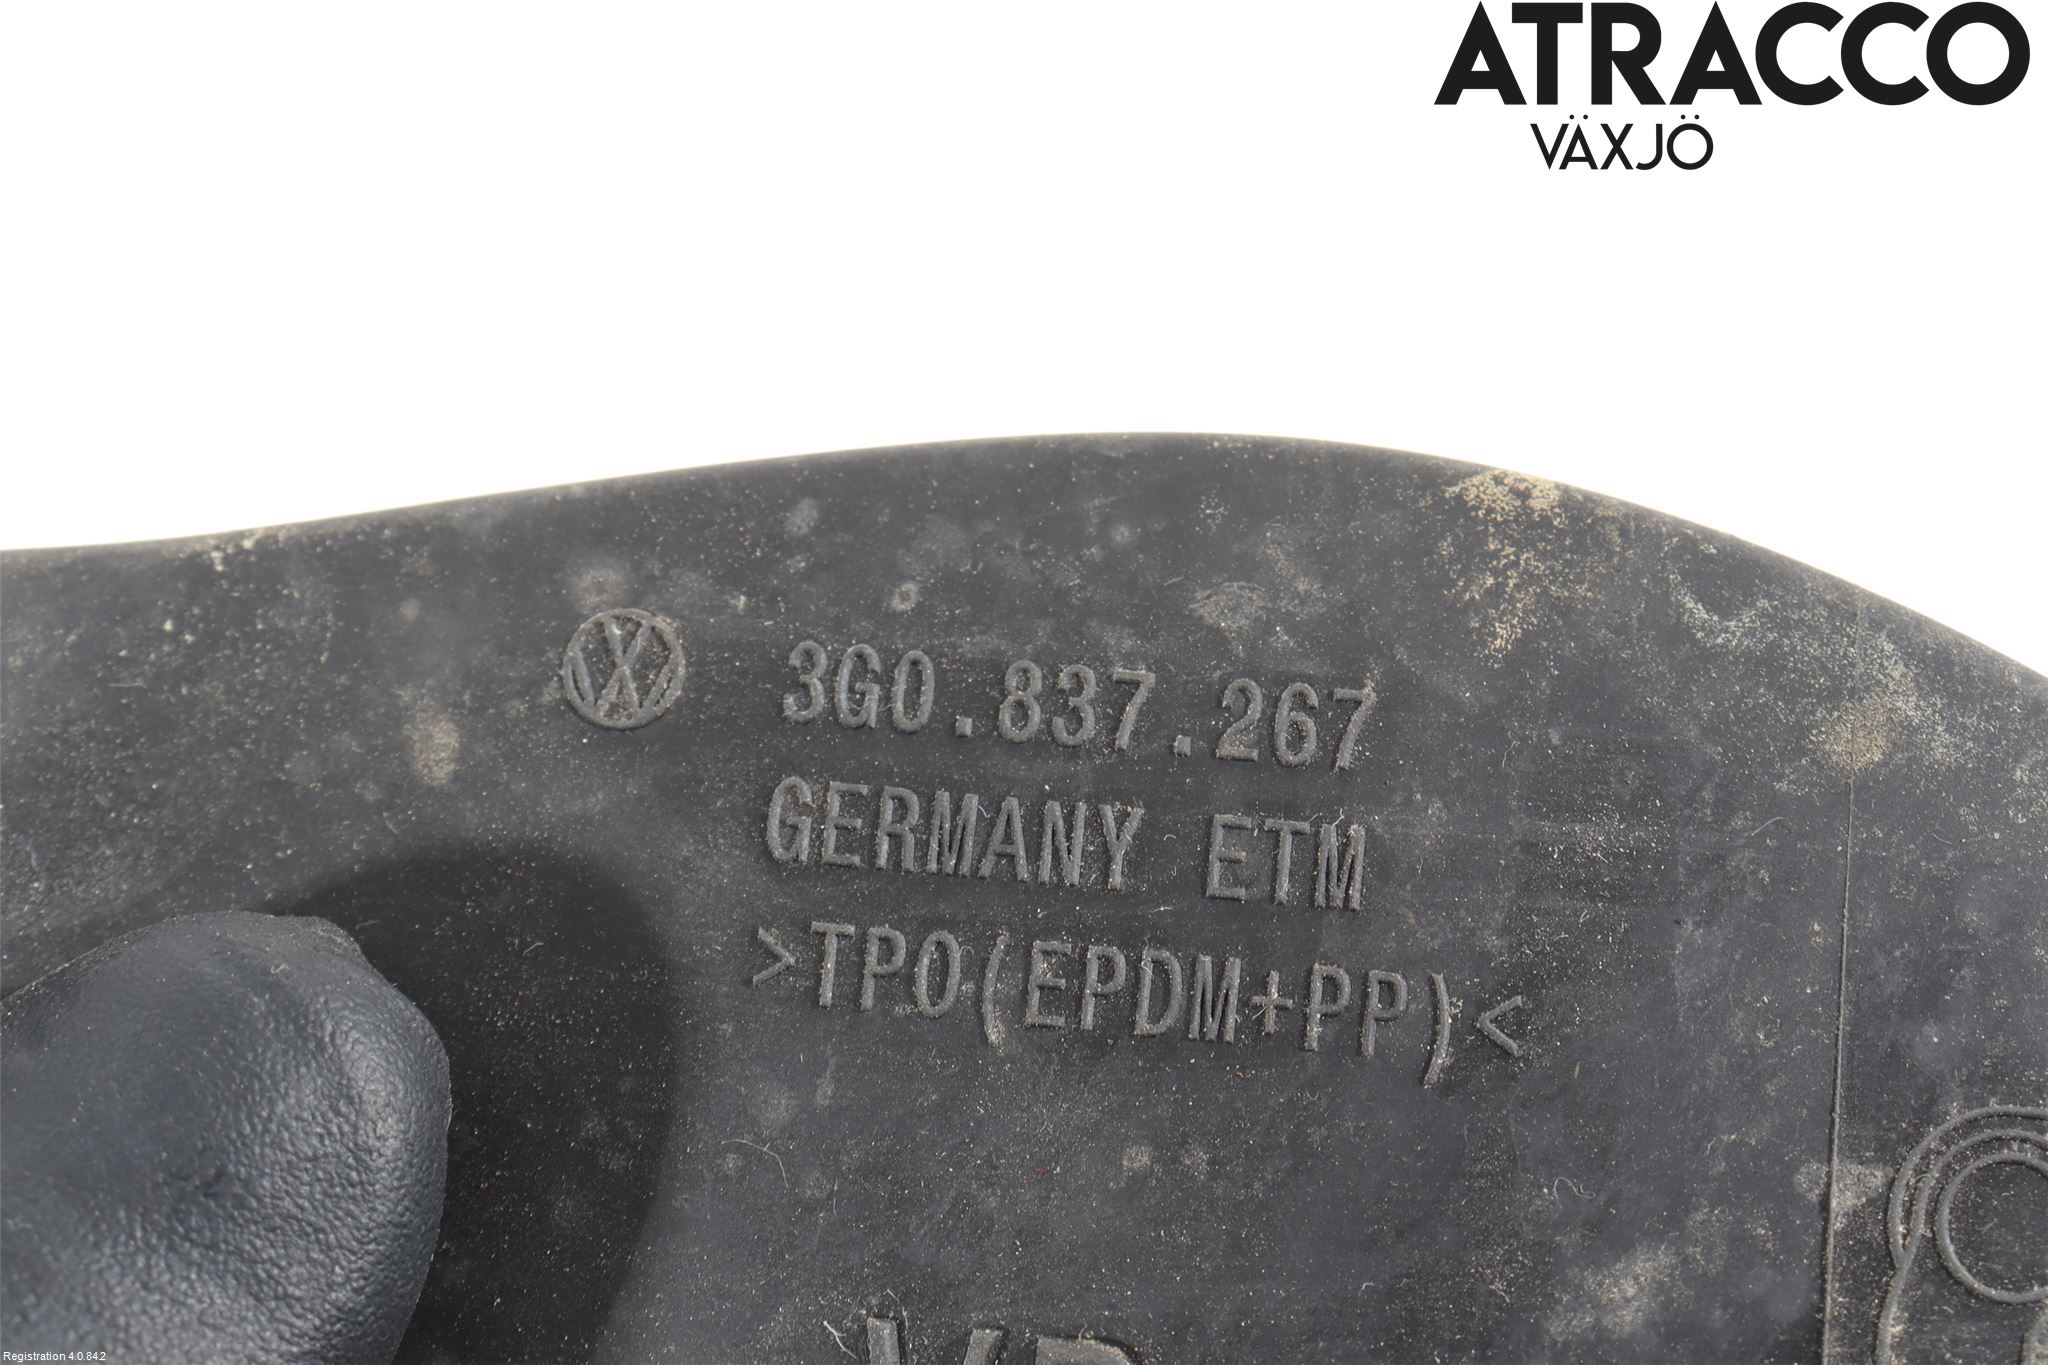 ATRACCO
VÄXJÖ
3G0.837.267
GERMANY ETM
>TPO(EPDM+PP)<
Registration 4.0.84.2